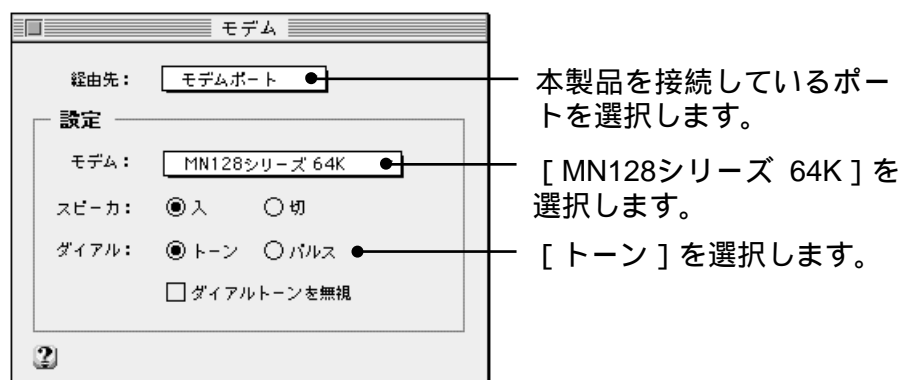 モデム
経由先： モデムポート
本製品を接続しているポー
トを選択します。
設定
モデム： MN128シリーズ 64K
［MN128シリーズ 64K］を
選択します。
スピーカ： 入 切
ダイアル： トーン パルス
［トーン］を選択します。
ダイアルトーンを無視
?